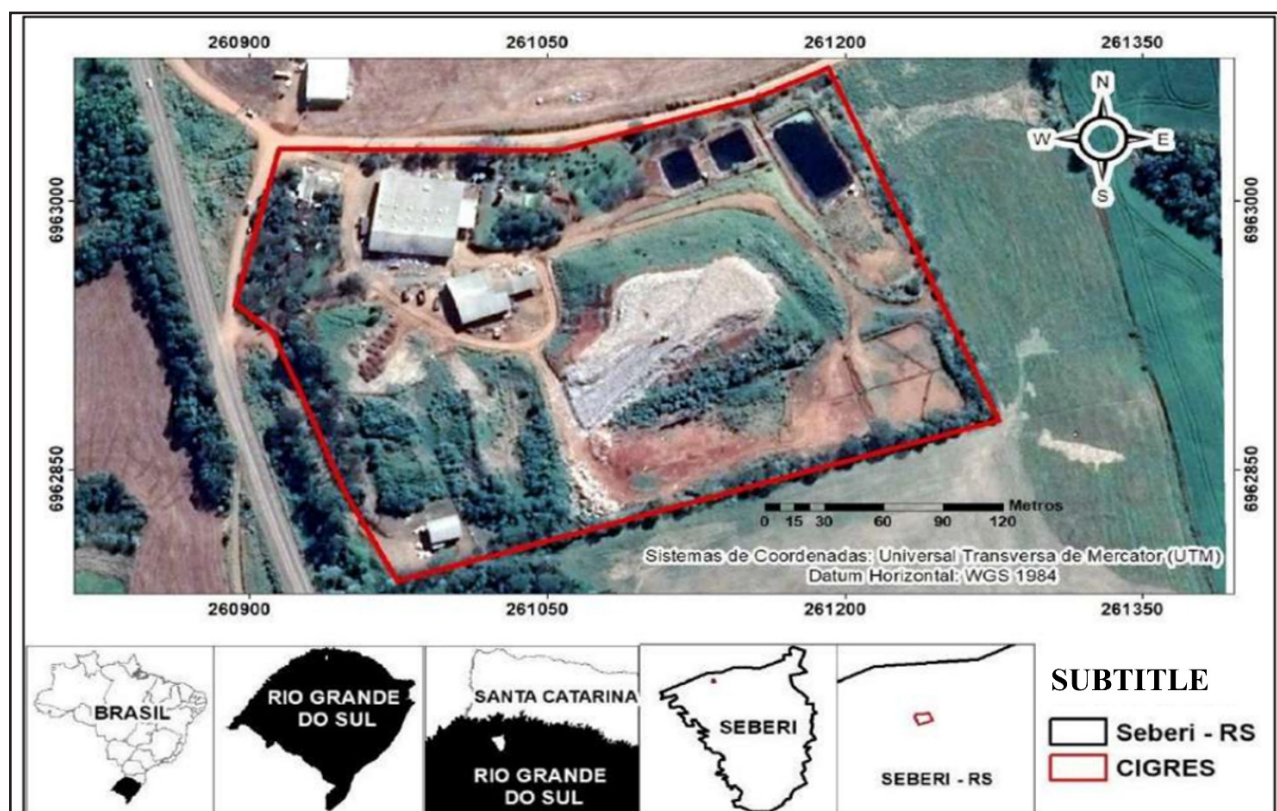 260900 261050 261200 261350
N
W E
S
6963000 6963000
6962850 6962850
Metros
0 15 30 60 90 120
Sistemas de Coordenadas: Universal Transversa de Mercator (UTM)
Datum Horizontal: WGS 1984
260900 261050 261200 261350
BRASIL
RIO GRANDE
DO SUL
SANTA CATARINA
RIO GRANDE
DO SUL
SEBERI
SEBERI - RS
SUBTITLE
Seberi - RS
CIGRES